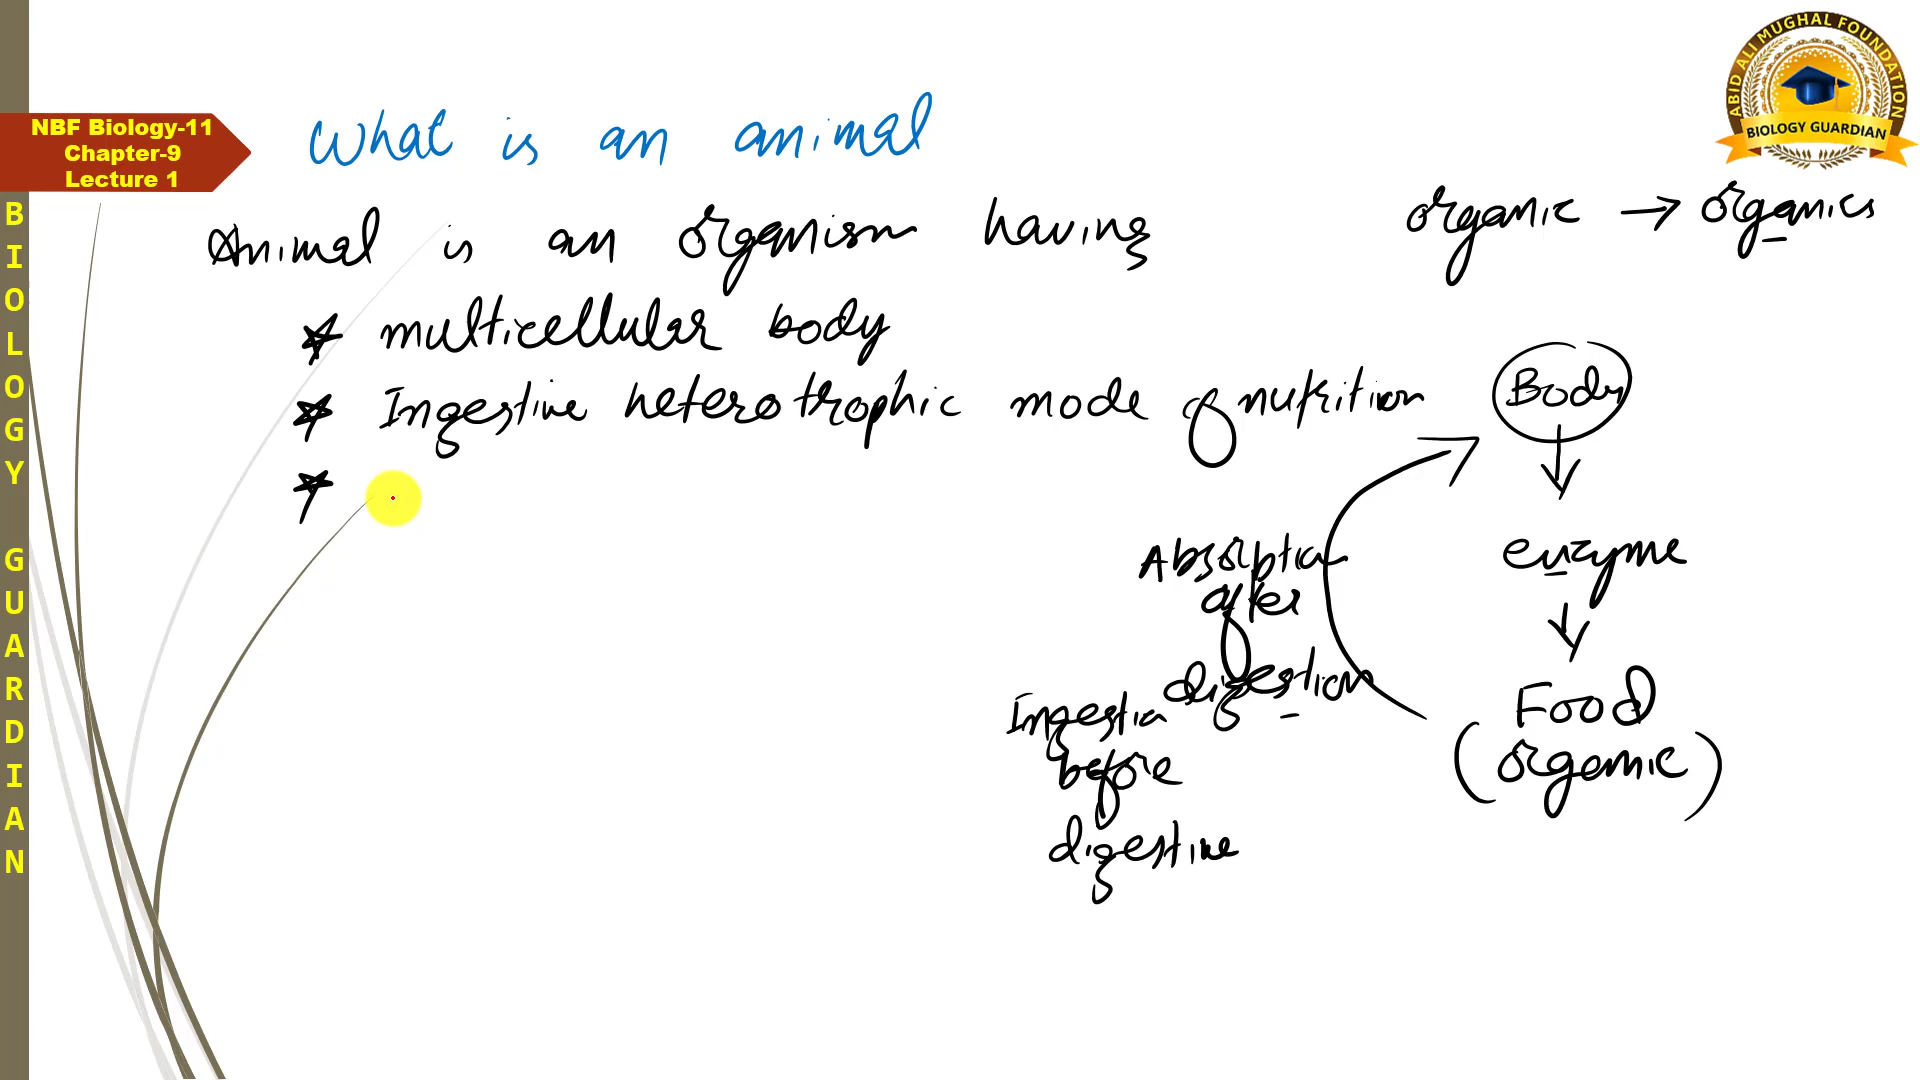 ABID ALI MUGHAL FOUNDATION
BIOLOGY GUARDIAN
NBF Biology-11
Chapter-9
Lecture 1
BIOLOGY GUARDIAN
What is an animal
Animal is an organism having
* multicellular body
* Ingestive heterotrophic mode of nutrition
*
organic → organics
Body
enzyme
Food
(organic)
Absorption
after
digestion
Ingestion
before
digestive